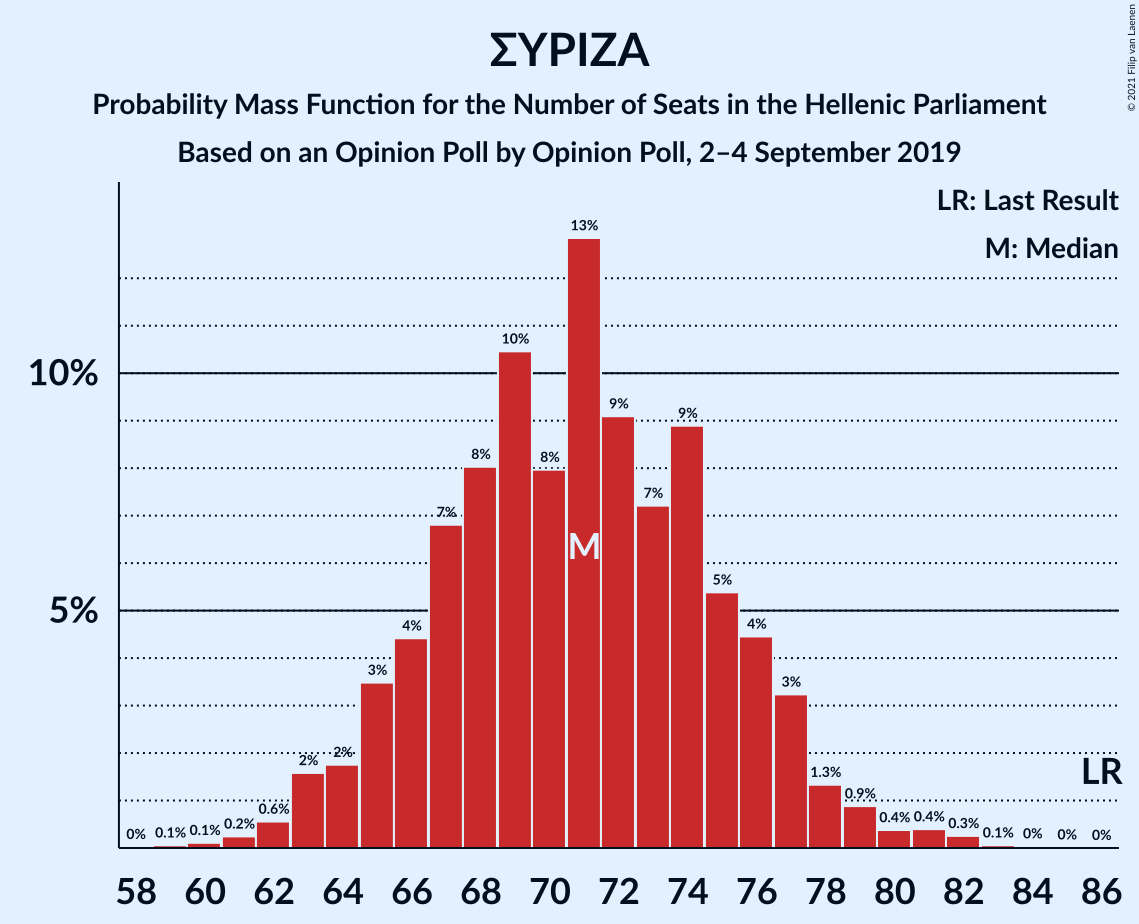 ΣΥΡΙΖΑ
Probability Mass Function for the Number of Seats in the Hellenic Parliament
Based on an Opinion Poll by Opinion Poll, 2–4 September 2019
© 2021 Filip van Laenen
LR: Last Result
M: Median
10%
5%
0% 0.1% 0.1% 0.2% 0.6% 2% 2% 3% 4% 7% 8% 10% 8% 13% 9% 7% 9% 5% 4% 3% 1.3% 0.9% 0.4% 0.4% 0.3% 0.1% 0% 0% 0%
M
LR
58 60 62 64 66 68 70 72 74 76 78 80 82 84 86